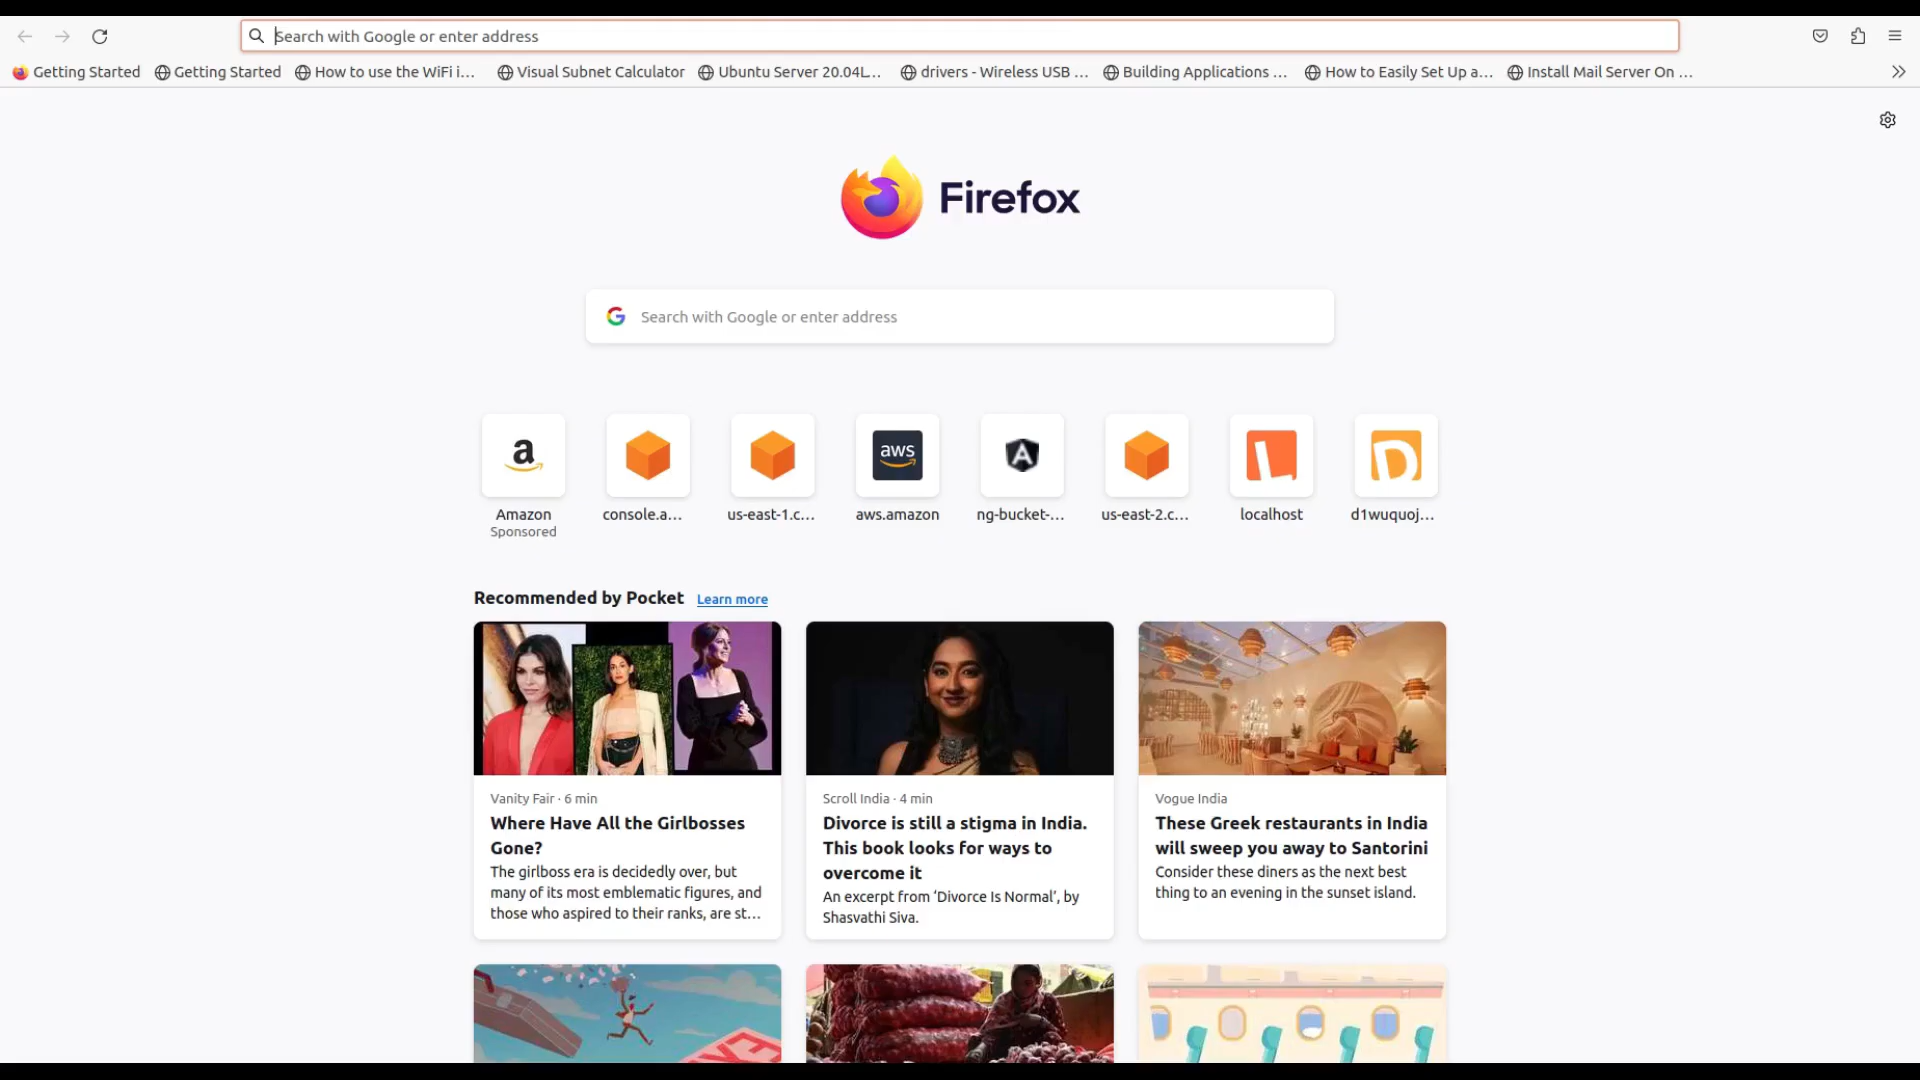 Search with Google or enter address
Getting Started
Getting Started
How to use the WiFi i...
Visual Subnet Calculator
Ubuntu Server 20.04L...
drivers - Wireless USB ...
Building Applications ...
How to Easily Set Up a...
Install Mail Server On ...
Firefox
Search with Google or enter address
a
aws
A
L
D
Amazon
Sponsored
console.a...
us-east-1.c...
aws.amazon
ng-bucket-...
us-east-2.c...
localhost
d1wuquoj...
Recommended by Pocket Learn more
Vanity Fair · 6 min
Where Have All the Girlbosses
Gone?
The girlboss era is decidedly over, but
many of its most emblematic figures, and
those who aspired to their ranks, are st...
Scroll India · 4 min
Divorce is still a stigma in India.
This book looks for ways to
overcome it
An excerpt from ‘Divorce Is Normal’, by
Shasvathi Siva.
Vogue India
These Greek restaurants in India
will sweep you away to Santorini
Consider these diners as the next best
thing to an evening in the sunset island.